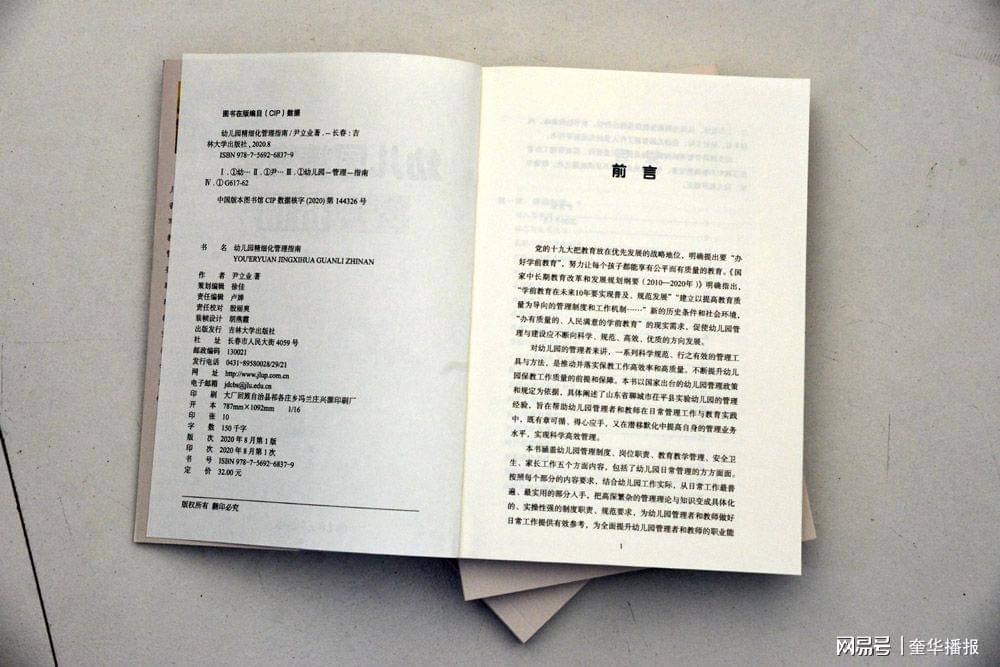 图书在版编目(CIP)数据
幼儿园精细化管理指南/尹立业著.－长春:吉
林大学出版社,2020.8
ISBN 978-7-5692-6837-9
Ⅰ.①幼… Ⅱ.①尹… Ⅲ.①幼儿园－管理－指南
Ⅳ.①G617-62
中国版本图书馆CIP数据核字(2020)第144326号
书 名 幼儿园精细化管理指南
YOU'ERYUAN JINGXIHUA GUANLI ZHINAN
作 者 尹立业 著
策划编辑 徐佳
责任编辑 卢婵
责任校对 殷丽爽
装帧设计 胡燕霞
出版发行 吉林大学出版社
社 址 长春市人民大街4059号
邮政编码 130021
发行电话 0431-89580028/29/21
网 址 http://www.jlup.com.cn
电子邮箱 jdcbs@jlu.edu.cn
印 刷 大厂回族自治县祁各庄乡冯兰庄兴源印刷厂
开 本 787mm×1092mm 1/16
印 张 10
字 数 150千字
版 次 2020年8月第1版
印 次 2020年8月第1次
书 号 ISBN 978-7-5692-6837-9
定 价 32.00元
版权所有 翻印必究
前 言
党的十九大把教育放在优先发展的战略地位,明确提出要“办
好学前教育”,努力让每个孩子都能享有公平而有质量的教育。《国
家中长期教育改革和发展规划纲要(2010—2020年)》明确指出,
“学前教育在未来10年要实现普及、规范发展”“建立以提高教育质
量为导向的管理制度和工作机制……”新的历史条件和社会环境,
“办有质量的、人民满意的学前教育”的现实需求,促使幼儿园管
理与建设应不断向科学、规范、高效、优质的方向发展。
对幼儿园的管理者来讲,一系列科学规范、行之有效的管理工
具与方法,是推动并落实保教工作高效率和高质量、不断提升幼儿
园保教工作质量的前提和保障。本书以国家出台的幼儿园管理政策
和规定为依据,具体阐述了山东省聊城市茌平县实验幼儿园的管理
经验,旨在帮助幼儿园管理者和教师在日常管理工作与教育实践
中,既有章可循、得心应手,又在潜移默化中提高自身的管理业务
水平,实现科学高效管理。
本书涵盖幼儿园管理制度、岗位职责、教育教学管理、安全卫
生、家长工作五个方面内容,包括了幼儿园日常管理的方方面面。
按照每个部分的内容要求,结合幼儿园工作实际,从日常工作最普
遍、最实用的部分入手,把高深繁杂的管理理论与知识变成具体化
的、实操性强的制度职责、规范要求,为幼儿园管理者和教师做好
日常工作提供有效参考,为全面提升幼儿园管理者和教师的职业能
1
网易号 | 奎华播报